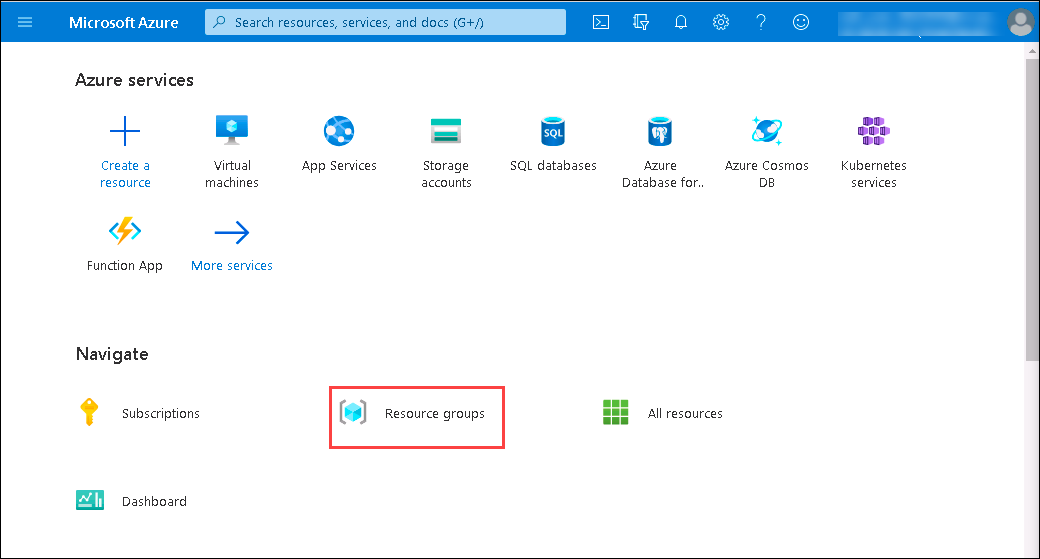 Microsoft Azure
Search resources, services, and docs (G+/)
Azure services
Create a
resource
Virtual
machines
App Services
Storage
accounts
SQL
SQL databases
Azure
Database for..
Azure Cosmos
DB
Kubernetes
services
Function App
More services
Navigate
Subscriptions
Resource groups
All resources
Dashboard